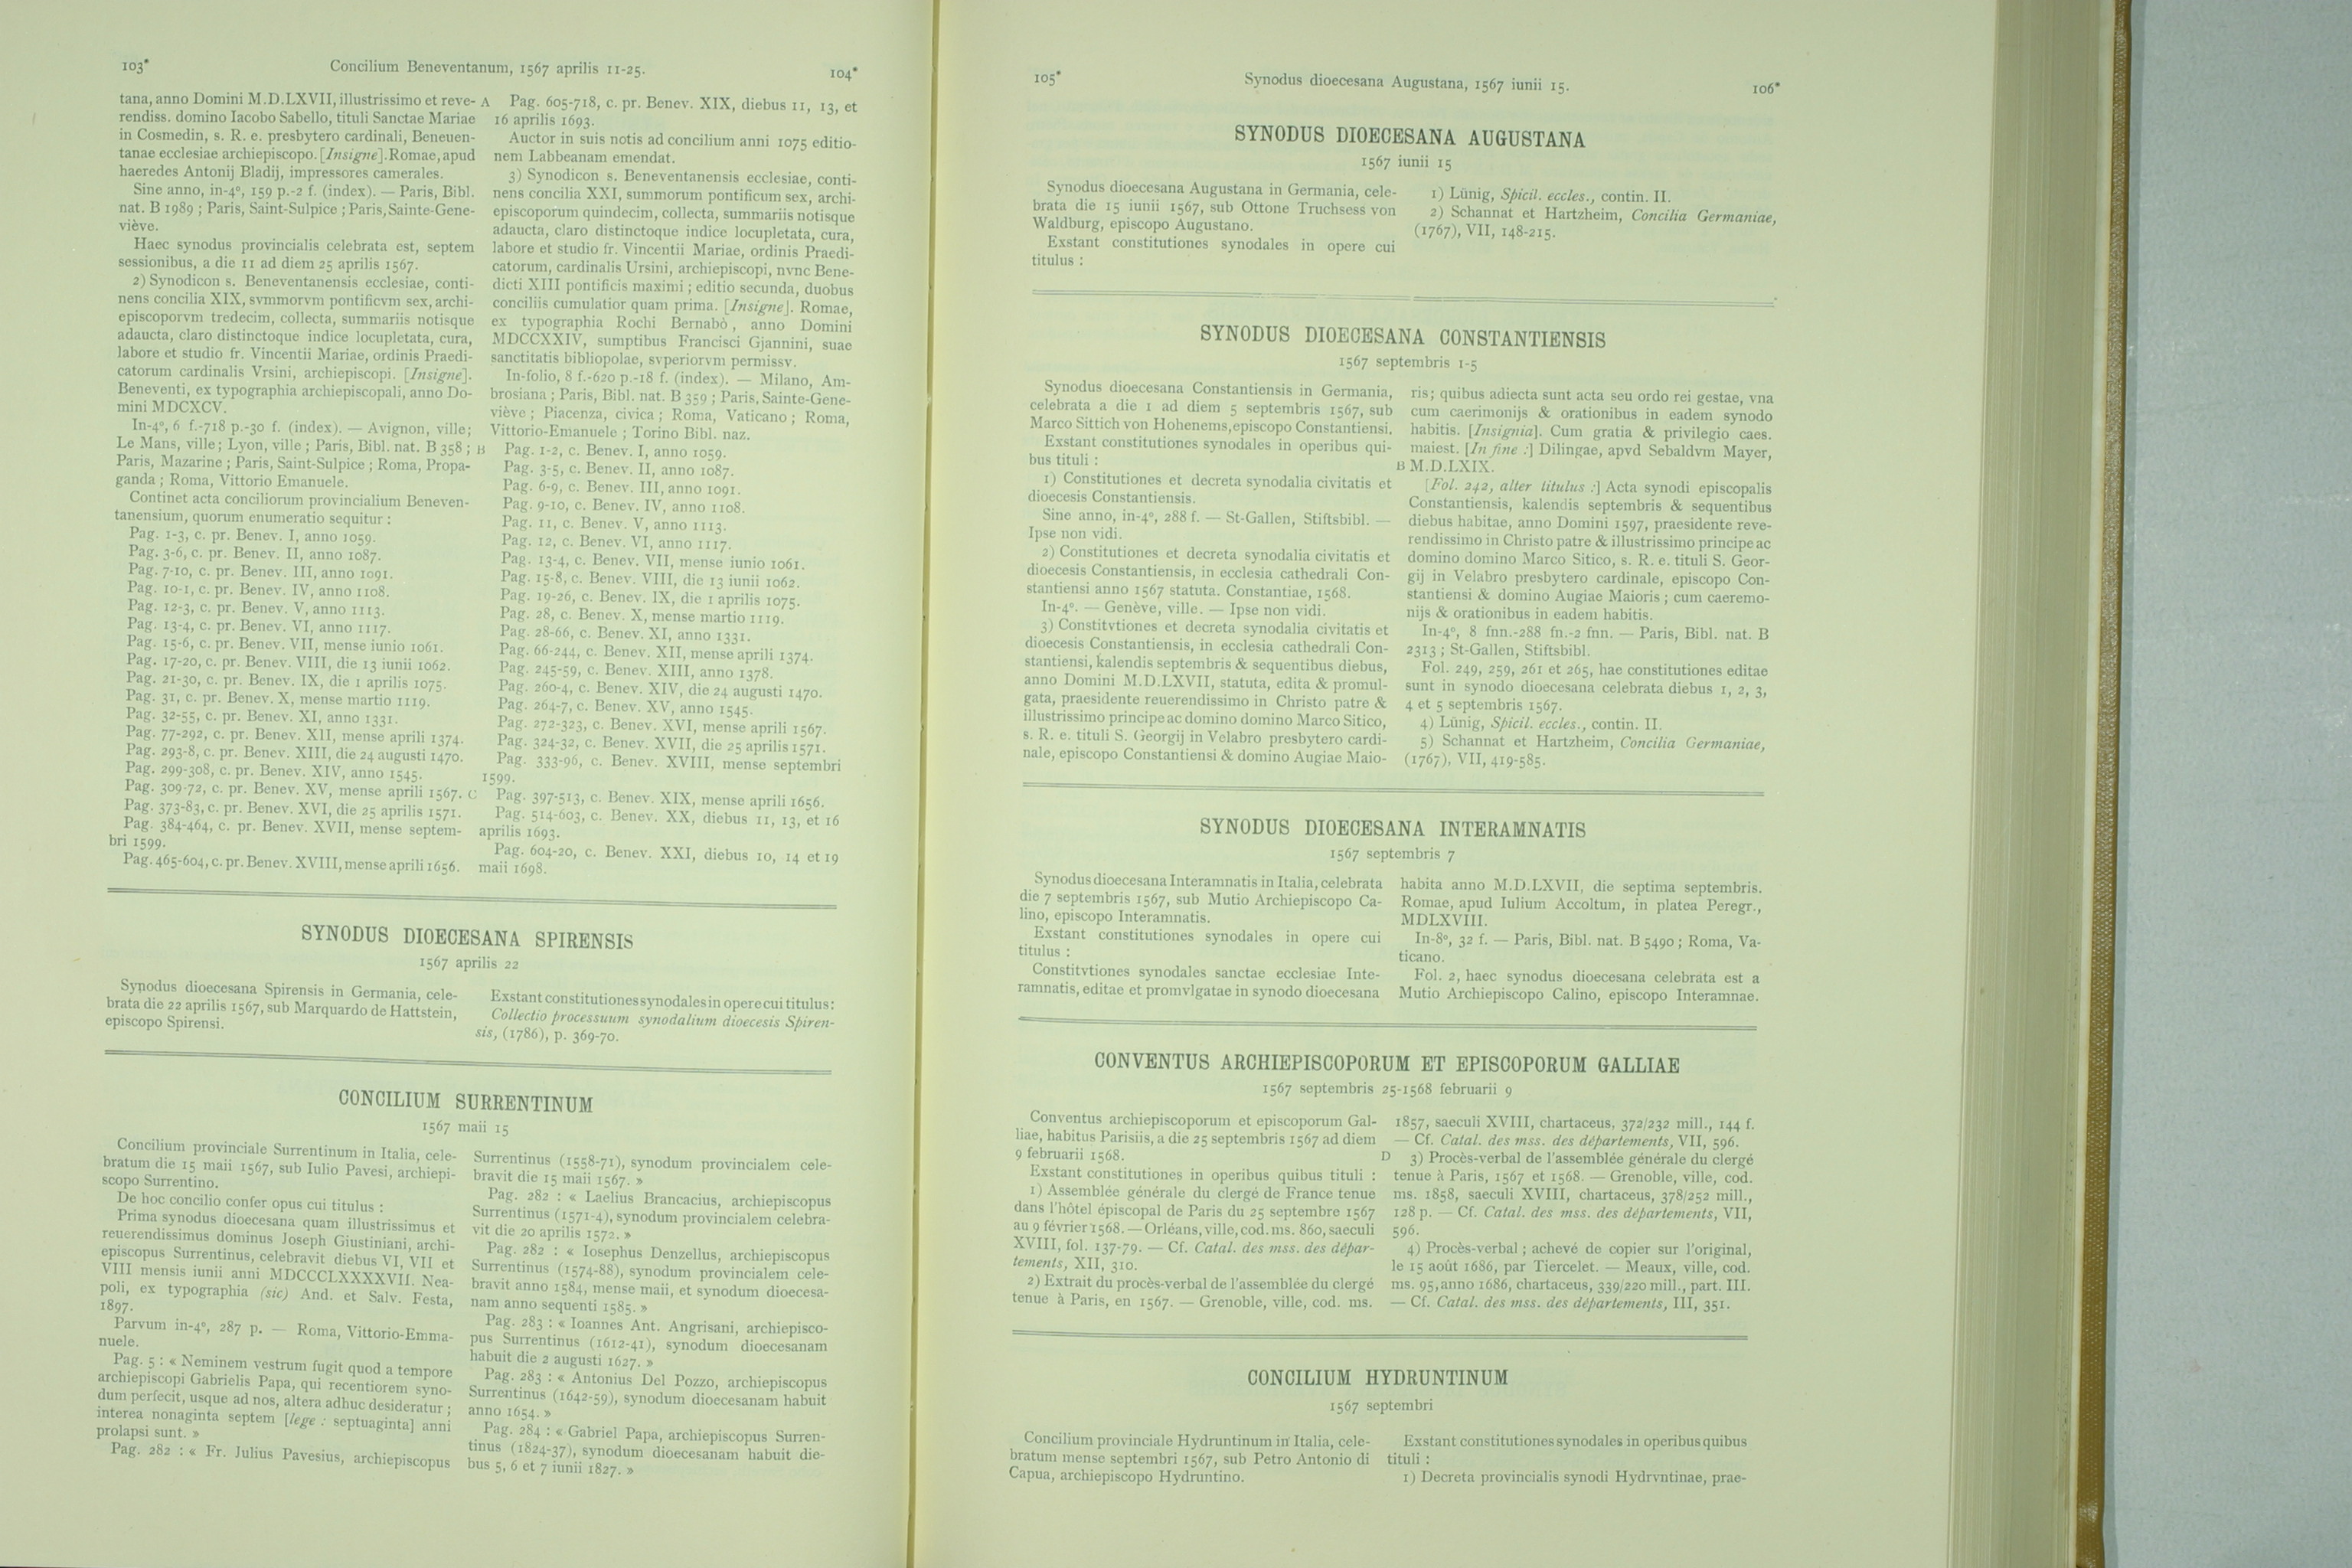 103*
Concilium Beneventanum, 1567 aprilis 11-25.
104*
tana, anno Domini M.D.LXVII, illustrissimo et reve-
rendiss. domino Iacobo Sabello, tituli Sanctae Mariae
in Cosmedin, s. R. e. presbytero cardinali, Beneuen-
tanae ecclesiae archiepiscopo. [Insigne]. Romae, apud
haeredes Antonij Bladij, impressores camerales.
Sine anno, in-4°, 159 p.-2 f. (index). — Paris, Bibl.
nat. B 1989 ; Paris, Saint-Sulpice ; Paris, Sainte-Gene-
viève.
Haec synodus provincialis celebrata est, septem
sessionibus, a die 11 ad diem 25 aprilis 1567.
2) Synodicon s. Beneventanensis ecclesiae, conti-
nens concilia XIX, svmmorvm pontificvm sex, archi-
episcoporvm tredecim, collecta, summariis notisque
adaucta, claro distinctoque indice locupletata, cura,
labore et studio fr. Vincentii Mariae, ordinis Praedi-
catorum cardinalis Vrsini, archiepiscopi. [Insigne].
Beneventi, ex typographia archiepiscopali, anno Do-
mini MDCXCV.
In-4°, 6 f.-718 p.-30 f. (index). — Avignon, ville;
Le Mans, ville ; Lyon, ville ; Paris, Bibl. nat. B 358 ;
Paris, Mazarine ; Paris, Saint-Sulpice ; Roma, Propa-
ganda ; Roma, Vittorio Emanuele.
Continet acta conciliorum provincialium Beneven-
tanensium, quorum enumeratio sequitur :
Pag. 1-3, c. pr. Benev. I, anno 1059.
Pag. 3-6, c. pr. Benev. II, anno 1087.
Pag. 7-10, c. pr. Benev. III, anno 1091.
Pag. 10-1, c. pr. Benev. IV, anno 1108.
Pag. 12-3, c. pr. Benev. V, anno 1113.
Pag. 13-4, c. pr. Benev. VI, anno 1117.
Pag. 15-6, c. pr. Benev. VII, mense iunio 1061.
Pag. 17-20, c. pr. Benev. VIII, die 13 iunii 1062.
Pag. 21-30, c. pr. Benev. IX, die 1 aprilis 1075.
Pag. 31, c. pr. Benev. X, mense martio 1119.
Pag. 32-55, c. pr. Benev. XI, anno 1331.
Pag. 77-292, c. pr. Benev. XII, mense aprili 1374.
Pag. 293-8, c. pr. Benev. XIII, die 24 augusti 1470.
Pag. 299-308, c. pr. Benev. XIV, anno 1545.
Pag. 309-72, c. pr. Benev. XV, mense aprili 1567.
Pag. 373-83, c. pr. Benev. XVI, die 25 aprilis 1571.
Pag. 384-464, c. pr. Benev. XVII, mense septem-
bri 1599.
Pag. 465-604, c. pr. Benev. XVIII, mense aprili 1656.
A
B
C
Pag. 605-718, c. pr. Benev. XIX, diebus 11, 13, et
16 aprilis 1693.
Auctor in suis notis ad concilium anni 1075 editio-
nem Labbeanam emendat.
3) Synodicon s. Beneventanensis ecclesiae, conti-
nens concilia XXI, summorum pontificum sex, archi-
episcoporum quindecim, collecta, summariis notisque
adaucta, claro distinctoque indice locupletata, cura,
labore et studio fr. Vincentii Mariae, ordinis Praedi-
catorum, cardinalis Ursini, archiepiscopi, nvnc Bene-
dicti XIII pontificis maximi ; editio secunda, duobus
conciliis cumulatior quam prima. [Insigne]. Romae,
ex typographia Rochi Bernabò, anno Domini
MDCCXXIV, sumptibus Francisci Gjannini, suae
sanctitatis bibliopolae, svperiorvm permissv.
In-folio, 8 f.-620 p.-18 f. (index). — Milano, Am-
brosiana ; Paris, Bibl. nat. B 359 ; Paris, Sainte-Gene-
viève ; Piacenza, civica ; Roma, Vaticano ; Roma,
Vittorio-Emanuele ; Torino Bibl. naz.
Pag. 1-2, c. Benev. I, anno 1059.
Pag. 3-5, c. Benev. II, anno 1087.
Pag. 6-9, c. Benev. III, anno 1091.
Pag. 9-10, c. Benev. IV, anno 1108.
Pag. 11, c. Benev. V, anno 1113.
Pag. 12, c. Benev. VI, anno 1117.
Pag. 13-4, c. Benev. VII, mense iunio 1061.
Pag. 15-8, c. Benev. VIII, die 13 iunii 1062.
Pag. 19-26, c. Benev. IX, die 1 aprilis 1075.
Pag. 28, c. Benev. X, mense martio 1119.
Pag. 28-66, c. Benev. XI, anno 1331.
Pag. 66-244, c. Benev. XII, mense aprili 1374.
Pag. 245-59, c. Benev. XIII, anno 1378.
Pag. 260-4, c. Benev. XIV, die 24 augusti 1470.
Pag. 264-7, c. Benev. XV, anno 1545.
Pag. 272-323, c. Benev. XVI, mense aprili 1567.
Pag. 324-32, c. Benev. XVII, die 25 aprilis 1571.
Pag. 333-96, c. Benev. XVIII, mense septembri
1599.
Pag. 397-513, c. Benev. XIX, mense aprili 1656.
Pag. 514-603, c. Benev. XX, diebus 11, 13, et 16
aprilis 1693.
Pag. 604-20, c. Benev. XXI, diebus 10, 14 et 19
maii 1698.
SYNODUS DIOECESANA SPIRENSIS
1567 aprilis 22
Synodus dioecesana Spirensis in Germania, cele-
brata die 22 aprilis 1567, sub Marquardo de Hattstein,
episcopo Spirensi.
Exstant constitutiones synodales in opere cui titulus :
Collectio processuum synodalium dioecesis Spiren-
sis, (1786), p. 369-70.
CONCILIUM SURRENTINUM
1567 maii 15
Concilium provinciale Surrentinum in Italia, cele-
bratum die 15 maii 1567, sub Iulio Pavesi, archiepi-
scopo Surrentino.
De hoc concilio confer opus cui titulus :
Prima synodus dioecesana quam illustrissimus et
reuerendissimus dominus Joseph Giustiniani, archi-
episcopus Surrentinus, celebravit diebus VI, VII et
VIII mensis iunii anni MDCCCLXXXXVII. Nea-
poli, ex typographia (sic) And. et Salv. Festa,
1897.
Parvum in-4°, 287 p. — Roma, Vittorio-Emma-
nuele.
Pag. 5 : « Neminem vestrum fugit quod a tempore
archiepiscopi Gabrielis Papa, qui recentiorem syno-
dum perfecit, usque ad nos, altera adhuc desideratur ;
interea nonaginta septem [lege : septuaginta] anni
prolapsi sunt. »
Pag. 282 : « Fr. Julius Pavesius, archiepiscopus
Surrentinus (1558-71), synodum provincialem cele-
bravit die 15 maii 1567. »
Pag. 282 : « Laelius Brancacius, archiepiscopus
Surrentinus (1571-4), synodum provincialem celebra-
vit die 20 aprilis 1572. »
Pag. 282 : « Iosephus Denzellus, archiepiscopus
Surrentinus (1574-88), synodum provincialem cele-
bravit anno 1584, mense maii, et synodum dioecesa-
nam anno sequenti 1585. »
Pag. 283 : « Ioannes Ant. Angrisani, archiepisco-
pus Surrentinus (1612-41), synodum dioecesanam
habuit die 2 augusti 1627. »
Pag. 283 : « Antonius Del Pozzo, archiepiscopus
Surrentinus (1642-59), synodum dioecesanam habuit
anno 1654. »
Pag. 284 : « Gabriel Papa, archiepiscopus Surren-
tinus (1824-37), synodum dioecesanam habuit die-
bus 5, 6 et 7 iunii 1827. »
105*
Synodus dioecesana Augustana, 1567 iunii 15.
106*
SYNODUS DIOECESANA AUGUSTANA
1567 iunii 15
Synodus dioecesana Augustana in Germania, cele-
brata die 15 iunii 1567, sub Ottone Truchsess von
Waldburg, episcopo Augustano.
Exstant constitutiones synodales in opere cui
titulus :
1) Lünig, Spicil. eccles., contin. II.
2) Schannat et Hartzheim, Concilia Germaniae,
(1767), VII, 148-215.
SYNODUS DIOECESANA CONSTANTIENSIS
1567 septembris 1-5
Synodus dioecesana Constantiensis in Germania,
celebrata a die 1 ad diem 5 septembris 1567, sub
Marco Sittich von Hohenems, episcopo Constantiensi.
Exstant constitutiones synodales in operibus qui-
bus tituli :
1) Constitutiones et decreta synodalia civitatis et
dioecesis Constantiensis.
Sine anno, in-4°, 288 f. — St-Gallen, Stiftsbibl. —
Ipse non vidi.
2) Constitutiones et decreta synodalia civitatis et
dioecesis Constantiensis, in ecclesia cathedrali Con-
stantiensi anno 1567 statuta. Constantiae, 1568.
In-4°. — Genève, ville. — Ipse non vidi.
3) Constitvtiones et decreta synodalia civitatis et
dioecesis Constantiensis, in ecclesia cathedrali Con-
stantiensi, kalendis septembris & sequentibus diebus,
anno Domini M.D.LXVII, statuta, edita & promul-
gata, praesidente reuerendissimo in Christo patre &
illustrissimo principe ac domino domino Marco Sitico,
s. R. e. tituli S. Georgij in Velabro presbytero cardi-
nale, episcopo Constantiensi & domino Augiae Maio-
ris; quibus adiecta sunt acta seu ordo rei gestae, vna
cum caerimonijs & orationibus in eadem synodo
habitis. [Insignia]. Cum gratia & privilegio caes.
maiest. [In fine :] Dilingae, apvd Sebaldvm Mayer,
B M.D.LXIX.
[Fol. 242, alter titulus :] Acta synodi episcopalis
Constantiensis, kalendis septembris & sequentibus
diebus habitae, anno Domini 1597, praesidente reve-
rendissimo in Christo patre & illustrissimo principe ac
domino domino Marco Sitico, s. R. e. tituli S. Geor-
gij in Velabro presbytero cardinale, episcopo Con-
stantiensi & domino Augiae Maioris ; cum caeremo-
nijs & orationibus in eadem habitis.
In-4°, 8 fnn.-288 fn.-2 fnn. — Paris, Bibl. nat. B
2313 ; St-Gallen, Stiftsbibl.
Fol. 249, 259, 261 et 265, hae constitutiones editae
sunt in synodo dioecesana celebrata diebus 1, 2, 3,
4 et 5 septembris 1567.
4) Lünig, Spicil. eccles., contin. II.
5) Schannat et Hartzheim, Concilia Germaniae,
(1767), VII, 419-585.
SYNODUS DIOECESANA INTERAMNATIS
1567 septembris 7
Synodus dioecesana Interamnatis in Italia, celebrata
die 7 septembris 1567, sub Mutio Archiepiscopo Ca-
lino, episcopo Interamnatis.
Exstant constitutiones synodales in opere cui
titulus :
Constitvtiones synodales sanctae ecclesiae Inte-
ramnatis, editae et promvlgatae in synodo dioecesana
habita anno M.D.LXVII, die septima septembris.
Romae, apud Iulium Accoltum, in platea Peregr.,
MDLXVIII.
In-8°, 32 f. — Paris, Bibl. nat. B 5490 ; Roma, Va-
ticano.
Fol. 2, haec synodus dioecesana celebrata est a
Mutio Archiepiscopo Calino, episcopo Interamnae.
CONVENTUS ARCHIEPISCOPORUM ET EPISCOPORUM GALLIAE
1567 septembris 25-1568 februarii 9
Conventus archiepiscoporum et episcoporum Gal-
liae, habitus Parisiis, a die 25 septembris 1567 ad diem
9 februarii 1568.
Exstant constitutiones in operibus quibus tituli :
1) Assemblée générale du clergé de France tenue
dans l'hôtel épiscopal de Paris du 25 septembre 1567
au 9 février 1568. — Orléans, ville, cod. ms. 860, saeculi
XVIII, fol. 137-79. — Cf. Catal. des mss. des dépar-
tements, XII, 310.
2) Extrait du procès-verbal de l'assemblée du clergé
tenue à Paris, en 1567. — Grenoble, ville, cod. ms.
1857, saeculi XVIII, chartaceus, 372/232 mill., 144 f.
— Cf. Catal. des mss. des départements, VII, 596.
D 3) Procès-verbal de l'assemblée générale du clergé
tenue à Paris, 1567 et 1568. — Grenoble, ville, cod.
ms. 1858, saeculi XVIII, chartaceus, 378/252 mill.,
128 p. — Cf. Catal. des mss. des départements, VII,
596.
4) Procès-verbal ; achevé de copier sur l'original,
le 15 août 1686, par Tiercelet. — Meaux, ville, cod.
ms. 95, anno 1686, chartaceus, 339/220 mill., part. III.
— Cf. Catal. des mss. des départements, III, 351.
CONCILIUM HYDRUNTINUM
1567 septembri
Concilium provinciale Hydruntinum in Italia, cele-
bratum mense septembri 1567, sub Petro Antonio di
Capua, archiepiscopo Hydruntino.
Exstant constitutiones synodales in operibus quibus
tituli :
1) Decreta provincialis synodi Hydrvntinae, prae-